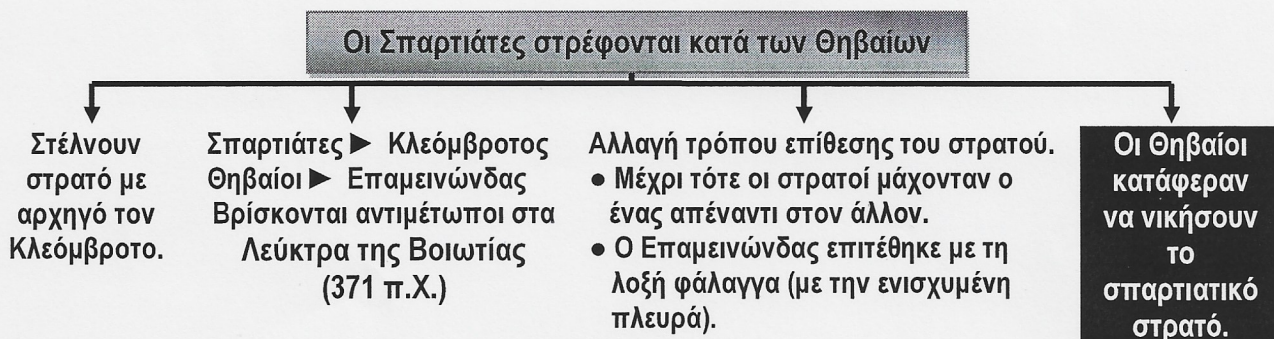 Οι Σπαρτιάτες στρέφονται κατά των Θηβαίων
Στέλνουν
στρατό με
αρχηγό τον
Κλεόμβροτο.
Σπαρτιάτες ► Κλεόμβροτος
Θηβαίοι ► Επαμεινώνδας
Βρίσκονται αντιμέτωποι στα
Λεύκτρα της Βοιωτίας
(371 π.Χ.)
Αλλαγή τρόπου επίθεσης του στρατού.
● Μέχρι τότε οι στρατοί μάχονταν ο
ένας απέναντι στον άλλον.
● Ο Επαμεινώνδας επιτέθηκε με τη
λοξή φάλαγγα (με την ενισχυμένη
πλευρά).
Οι Θηβαίοι
κατάφεραν
να νικήσουν
το
σπαρτιατικό
στρατό.